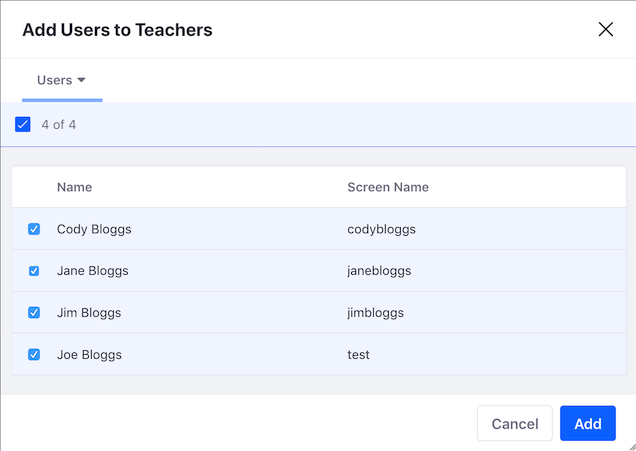 Add Users to Teachers
Users
4 of 4
Name Screen Name
Cody Bloggs codybloggs
Jane Bloggs janebloggs
Jim Bloggs jimbloggs
Joe Bloggs test
Cancel Add